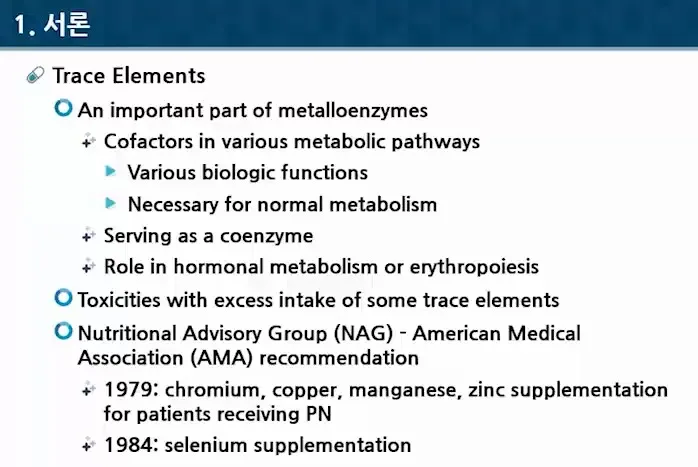 1. 서론
Trace Elements
An important part of metalloenzymes
Cofactors in various metabolic pathways
Various biologic functions
Necessary for normal metabolism
Serving as a coenzyme
Role in hormonal metabolism or erythropoiesis
Toxicities with excess intake of some trace elements
Nutritional Advisory Group (NAG) - American Medical
Association (AMA) recommendation
1979: chromium, copper, manganese, zinc supplementation
for patients receiving PN
1984: selenium supplementation